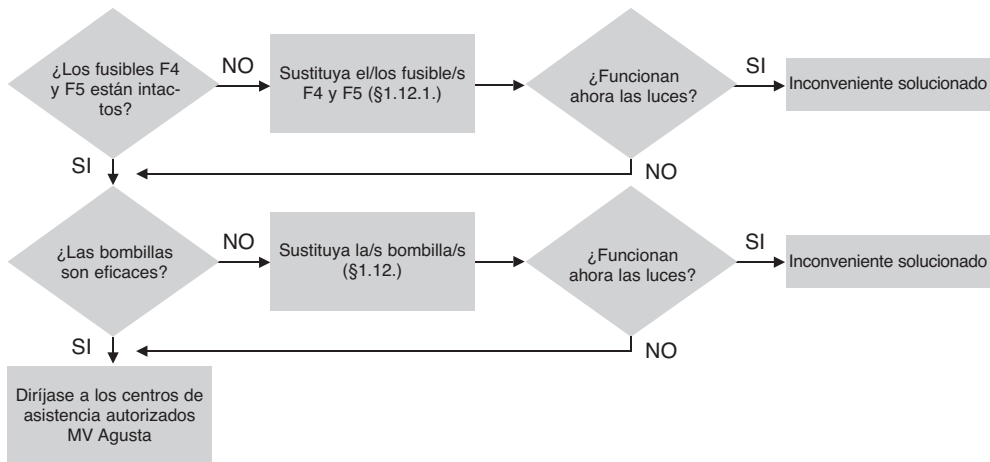 ¿Los fusibles F4
y F5 están intac-
tos?
NO
Sustituya el/los fusible/s
F4 y F5 (§1.12.1.)
¿Funcionan
ahora las luces?
SI
Inconveniente solucionado
SI
NO
¿Las bombillas
son eficaces?
NO
Sustituya la/s bombilla/s
(§1.12.)
¿Funcionan
ahora las luces?
SI
Inconveniente solucionado
SI
NO
Diríjase a los centros de
asistencia autorizados
MV Agusta